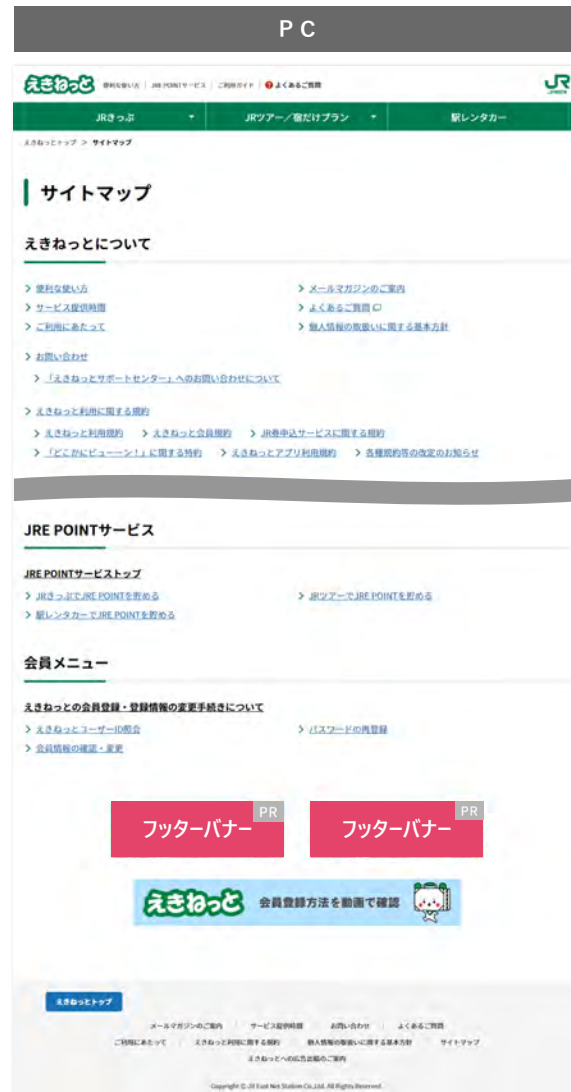 PC
えきねっと 便利な使い方 JRE POINTサービス ご利用ガイド ? よくあるご質問 JR
JRきっぷ JRツアー/宿だけプラン 駅レンタカー
えきねっとトップ > サイトマップ
サイトマップ
えきねっとについて
> 便利な使い方 > メールマガジンのご案内
> サービス提供時間 > よくあるご質問
> ご利用にあたって > 個人情報の取扱いに関する基本方針
> お問い合わせ
> 「えきねっとサポートセンター」へのお問い合わせについて
> えきねっと利用に関する規約
> えきねっと利用規約 > えきねっと会員規約 > JR券申込サービスに関する規約
> 「どこかにビューーン!」に関する特約 > えきねっとアプリ利用規約 > 各種規約等の改定のお知らせ
JRE POINTサービス
JRE POINTサービストップ
> JRきっぷでJRE POINTを貯める > JRツアーでJRE POINTを貯める
> 駅レンタカーでJRE POINTを貯める
会員メニュー
えきねっとの会員登録・登録情報の変更手続きについて
> えきねっとユーザーID照会 > パスワードの再登録
> 会員情報の確認・変更
フッターバナー PR フッターバナー PR
えきねっと 会員登録方法を動画で確認
えきねっとトップ
メールマガジンのご案内 サービス提供時間 お問い合わせ よくあるご質問
ご利用にあたって えきねっと利用に関する規約 個人情報の取扱いに関する基本方針 サイトマップ
えきねっとへの広告出稿のご案内
Copyright © JR East Net Station Co.,Ltd. All Rights Reserved.